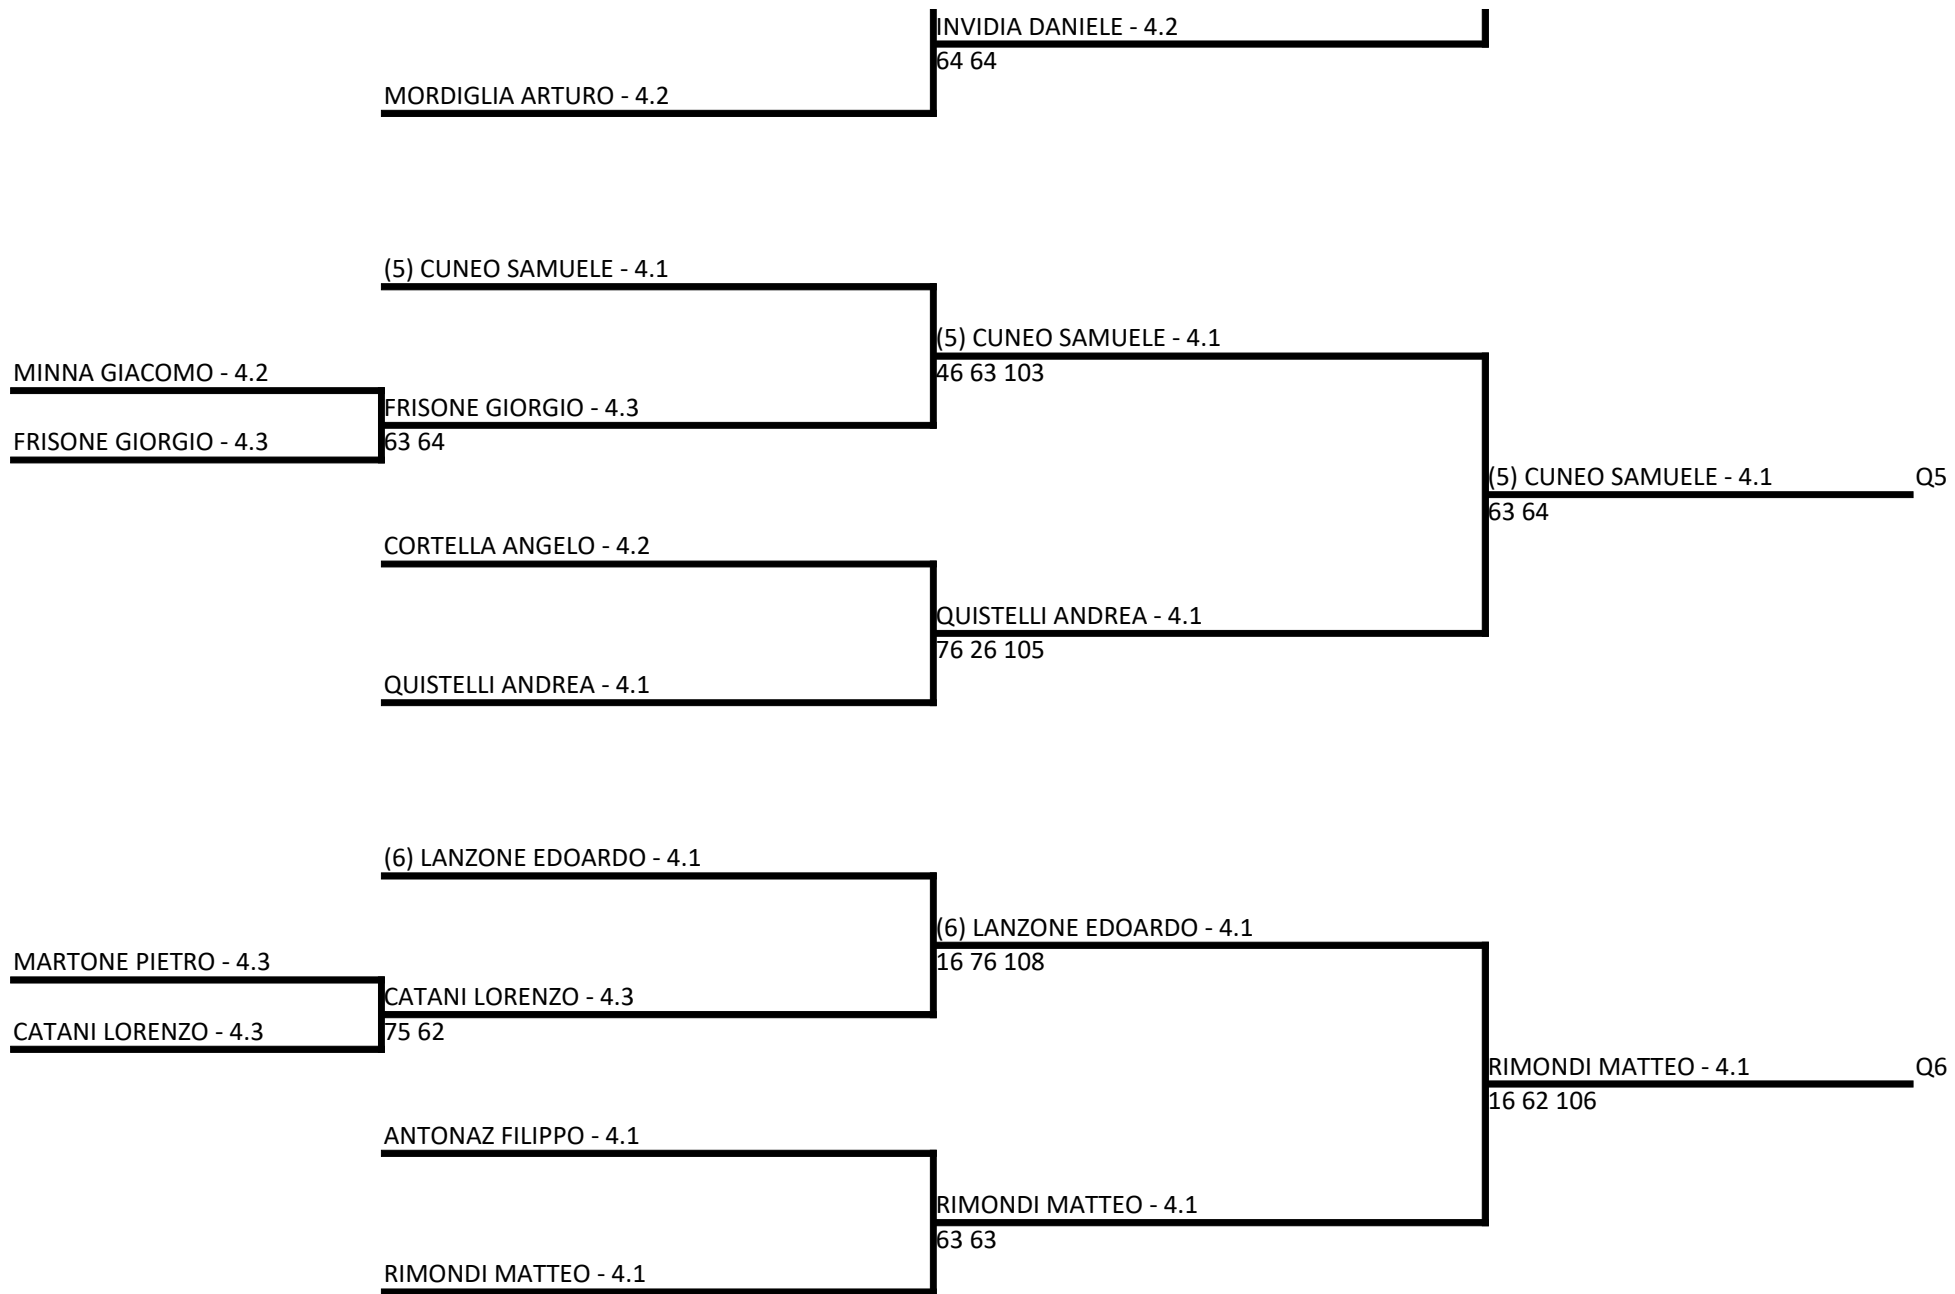 INVIDIA DANIELE - 4.2
64 64
MORDIGLIA ARTURO - 4.2
(5) CUNEO SAMUELE - 4.1
(5) CUNEO SAMUELE - 4.1
46 63 103
MINNA GIACOMO - 4.2
FRISONE GIORGIO - 4.3
63 64
FRISONE GIORGIO - 4.3
(5) CUNEO SAMUELE - 4.1 Q5
63 64
CORTELLA ANGELO - 4.2
QUISTELLI ANDREA - 4.1
76 26 105
QUISTELLI ANDREA - 4.1
(6) LANZONE EDOARDO - 4.1
(6) LANZONE EDOARDO - 4.1
16 76 108
MARTONE PIETRO - 4.3
CATANI LORENZO - 4.3
75 62
CATANI LORENZO - 4.3
RIMONDI MATTEO - 4.1 Q6
16 62 106
ANTONAZ FILIPPO - 4.1
RIMONDI MATTEO - 4.1
63 63
RIMONDI MATTEO - 4.1